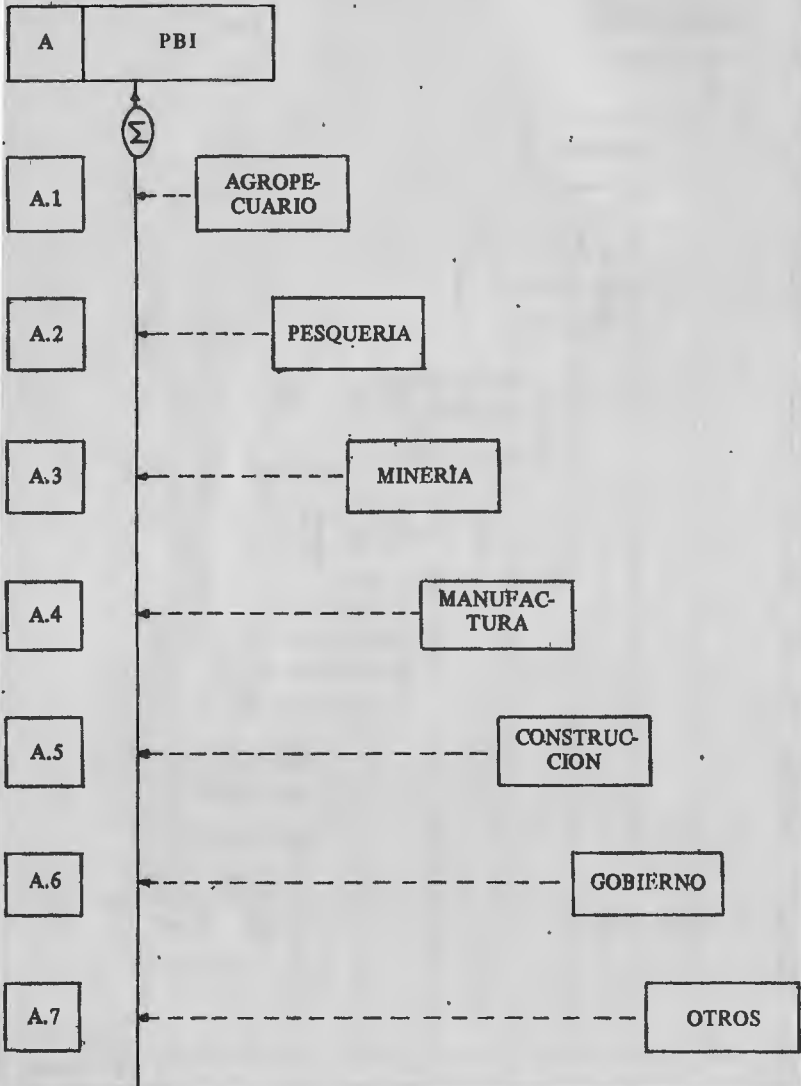 A PBI
Σ
A.1 AGROPE-
CUARIO
A.2 PESQUERIA
A.3 MINERIA
A.4 MANUFAC-
TURA
A.5 CONSTRUC-
CION
A.6 GOBIERNO
A.7 OTROS